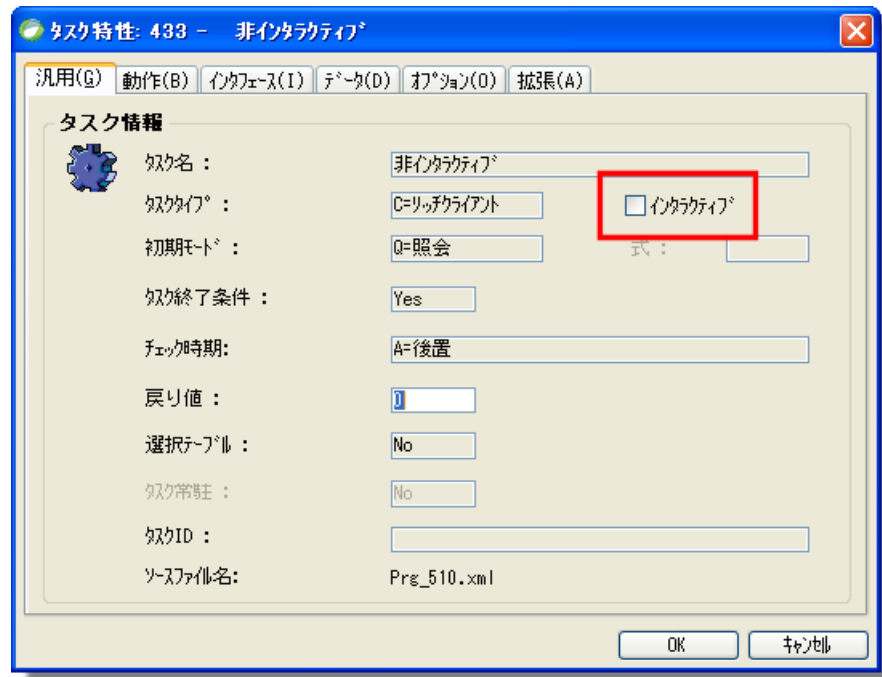 タスク特性: 433 -　非インタラクティブ
汎用(G) 動作(B) インタフェース(I) データ(D) オプション(O) 拡張(A)
タスク情報
タスク名：　非インタラクティブ
タスクタイプ：　C=リッチクライアント　インタラクティブ
初期モード：　Q=照会　式：
タスク終了条件：　Yes
チェック時期:　A=後置
戻り値：　0
選択テーブル：　No
タスク常駐：　No
タスクID：
ソースファイル名:　Prg_510.xml
OK　キャンセル